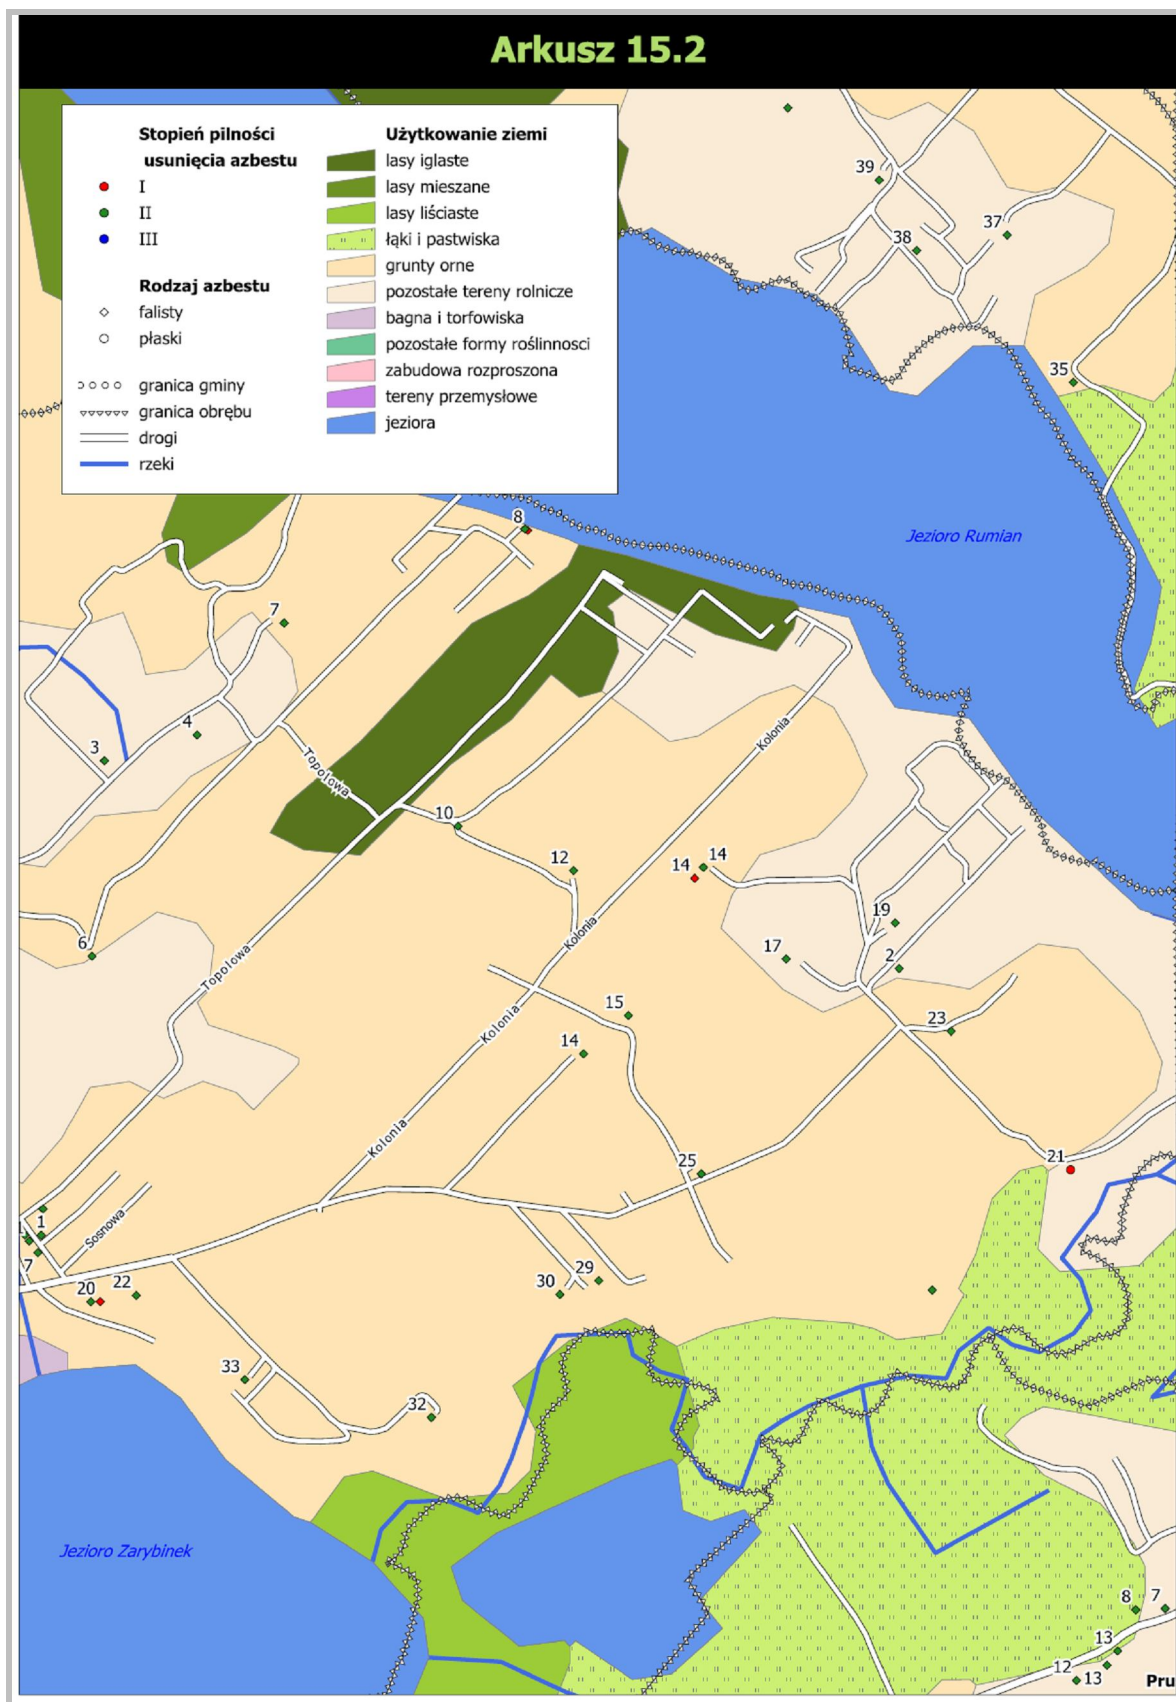 Arkusz 15.2
Stopień pilności
usunięcia azbestu
I
II
III
Rodzaj azbestu
falisty
płaski
granica gminy
granica obrębu
drogi
rzeki
Użytkowanie ziemi
lasy iglaste
lasy mieszane
lasy liściaste
łąki i pastwiska
grunty orne
pozostałe tereny rolnicze
bagna i torfowiska
pozostałe formy roślinnosci
zabudowa rozproszona
tereny przemysłowe
jeziora
39
37
38
35
8
Jezioro Rumian
7
4
3
Kolonia
Topolowa
10
12
14
14
19
6
Kolonia
17
2
Topolowa
15
23
Kolonia
14
Kolonia
21
25
1
Sosnowa
7
20
22
30
29
33
32
Jezioro Zarybinek
8
7
13
12
13
Pru